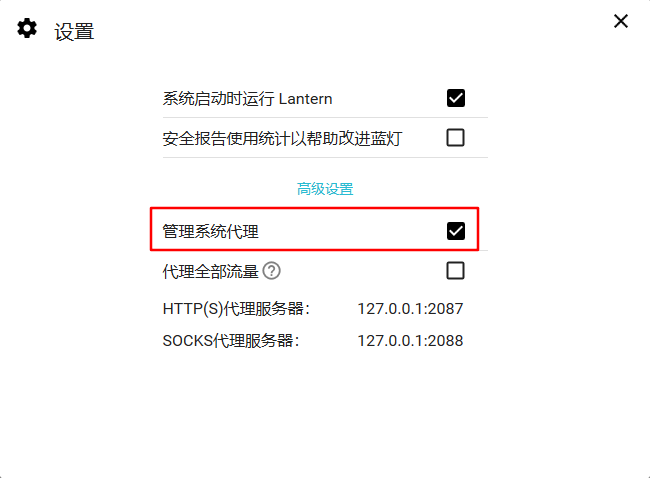 设置
系统启动时运行 Lantern
安全报告使用统计以帮助改进蓝灯
高级设置
管理系统代理
代理全部流量 ?
HTTP(S)代理服务器： 127.0.0.1:2087
SOCKS代理服务器： 127.0.0.1:2088